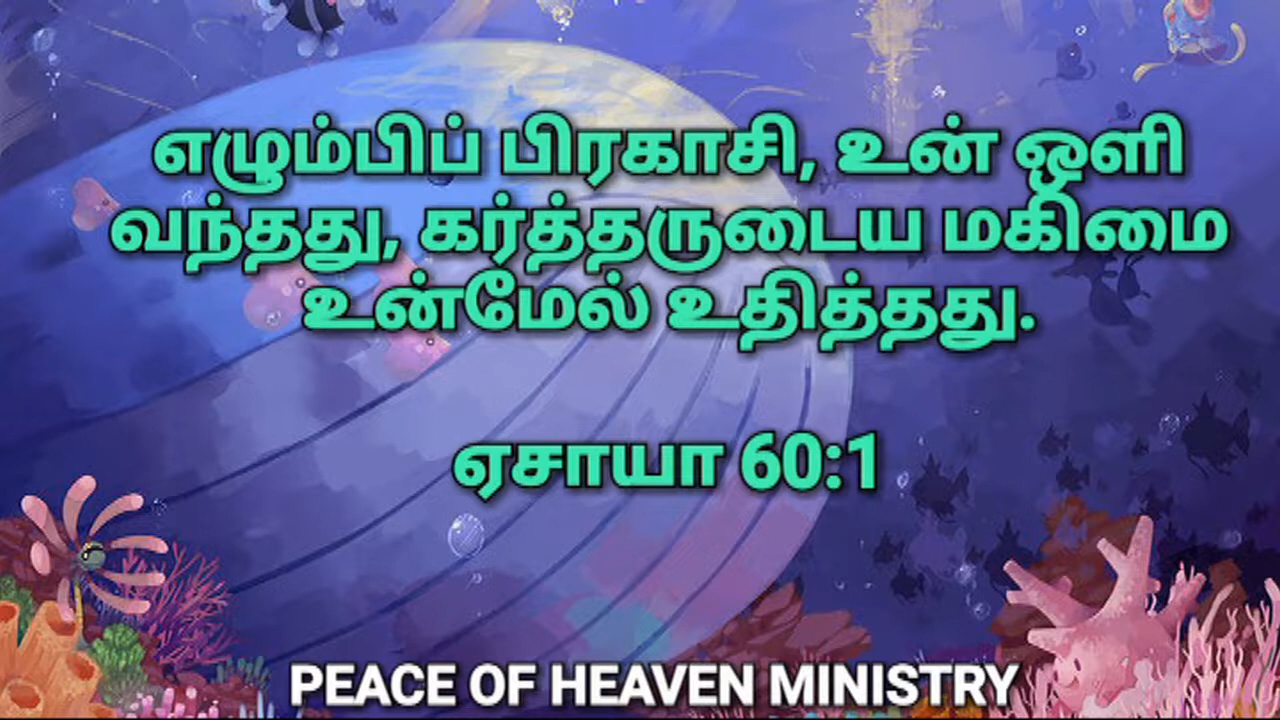 எழும்பிப் பிரகாசி, உன் ஒளி
வந்தது, கர்த்தருடைய மகிமை
உன்மேல் உதித்தது.
ஏசாயா 60:1
PEACE OF HEAVEN MINISTRY